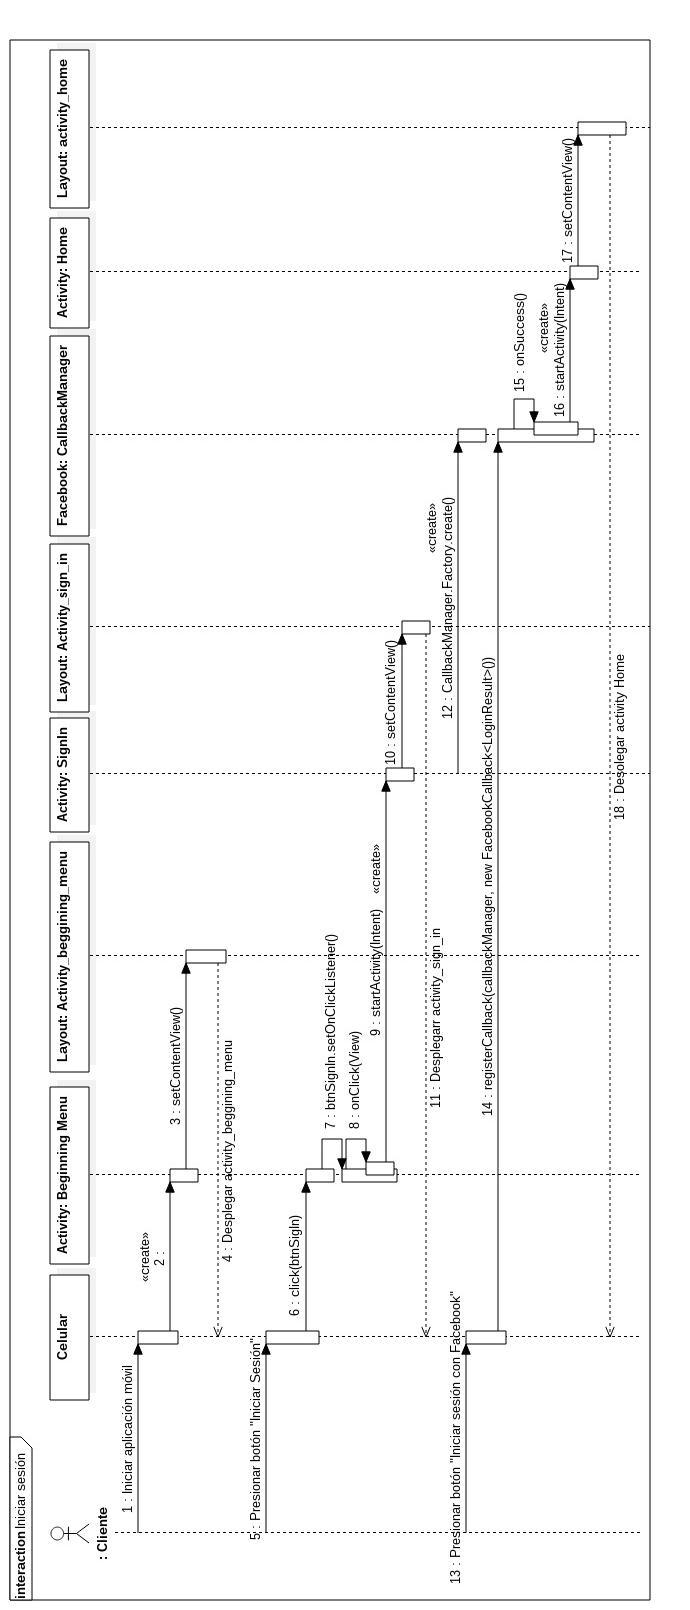 interaction Iniciar sesión
: Cliente
Celular
Activity: Beginning Menu
Layout: Activity_beggining_menu
Activity: SignIn
Layout: Activity_sign_in
Facebook: CallbackManager
Activity: Home
Layout: activity_home
1 : Iniciar aplicación móvil
«create»
2 :
3 : setContentView()
4 : Desplegar activity_beggining_menu
5 : Presionar botón "Iniciar Sesión"
6 : click(btnSigIn)
7 : btnSignIn.setOnClickListener()
8 : onClick(View)
9 : startActivity(Intent)
«create»
10 : setContentView()
11 : Desplegarr activity_sign_in
«create»
12 : CallbackManager.Factory.create()
13 : Presionar botón "Iniciar sesión con Facebook"
14 : registerCallback(callbackManager, new FacebookCallback<LoginResult>())
15 : onSuccess()
«create»
16 : startActivity(Intent)
17 : setContentView()
18 : Desolegar activity Home